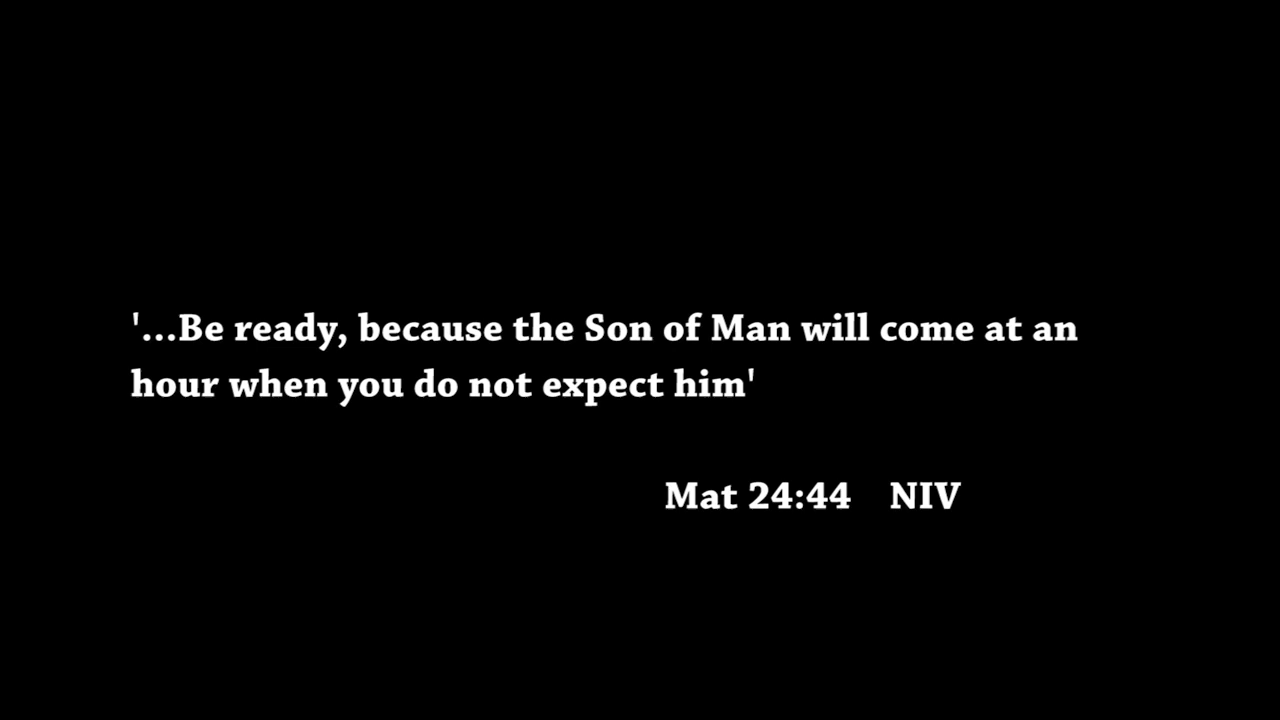 '...Be ready, because the Son of Man will come at an
hour when you do not expect him'
Mat 24:44 NIV